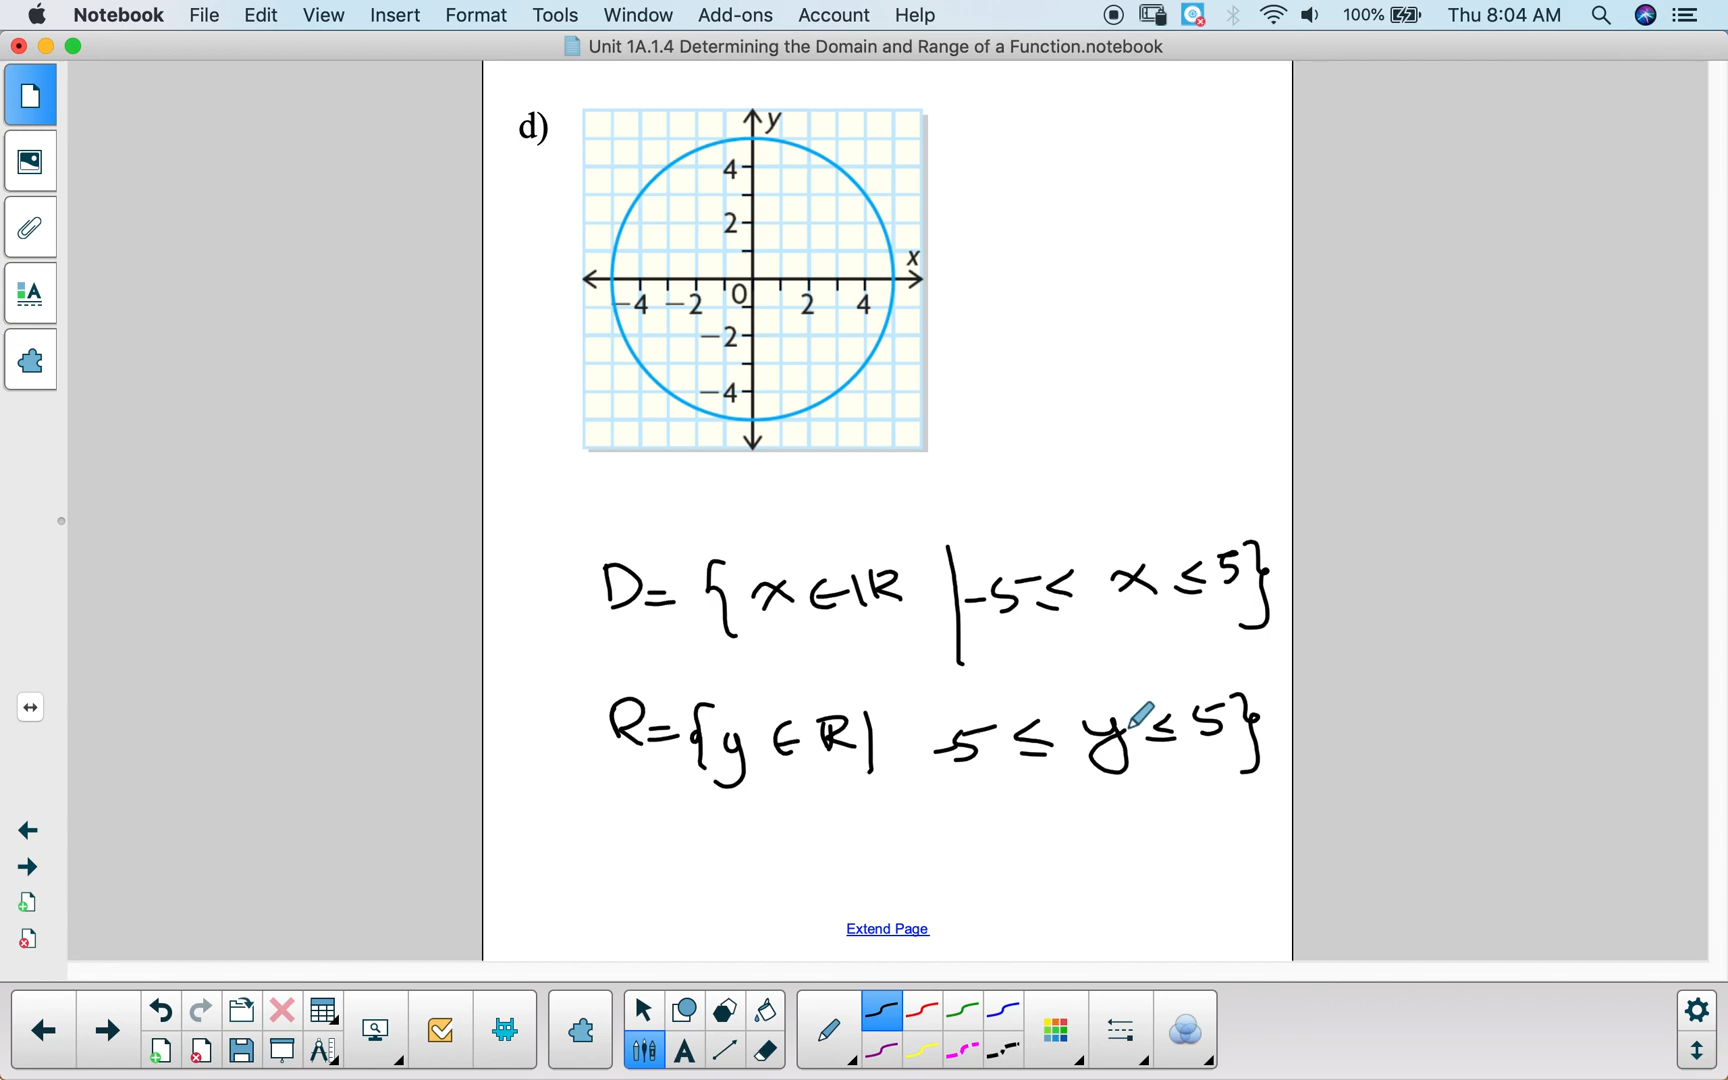 Notebook File Edit View Insert Format Tools Window Add-ons Account Help 100% Thu 8:04 AM
Unit 1A.1.4 Determining the Domain and Range of a Function.notebook
d)
y
4
2
x
−4 −2 0 2 4
−2
−4
D= { x ∈ ℝ | -5 ≤ x ≤ 5}
R= {y ∈ ℝ | -5 ≤ y ≤ 5}
Extend Page